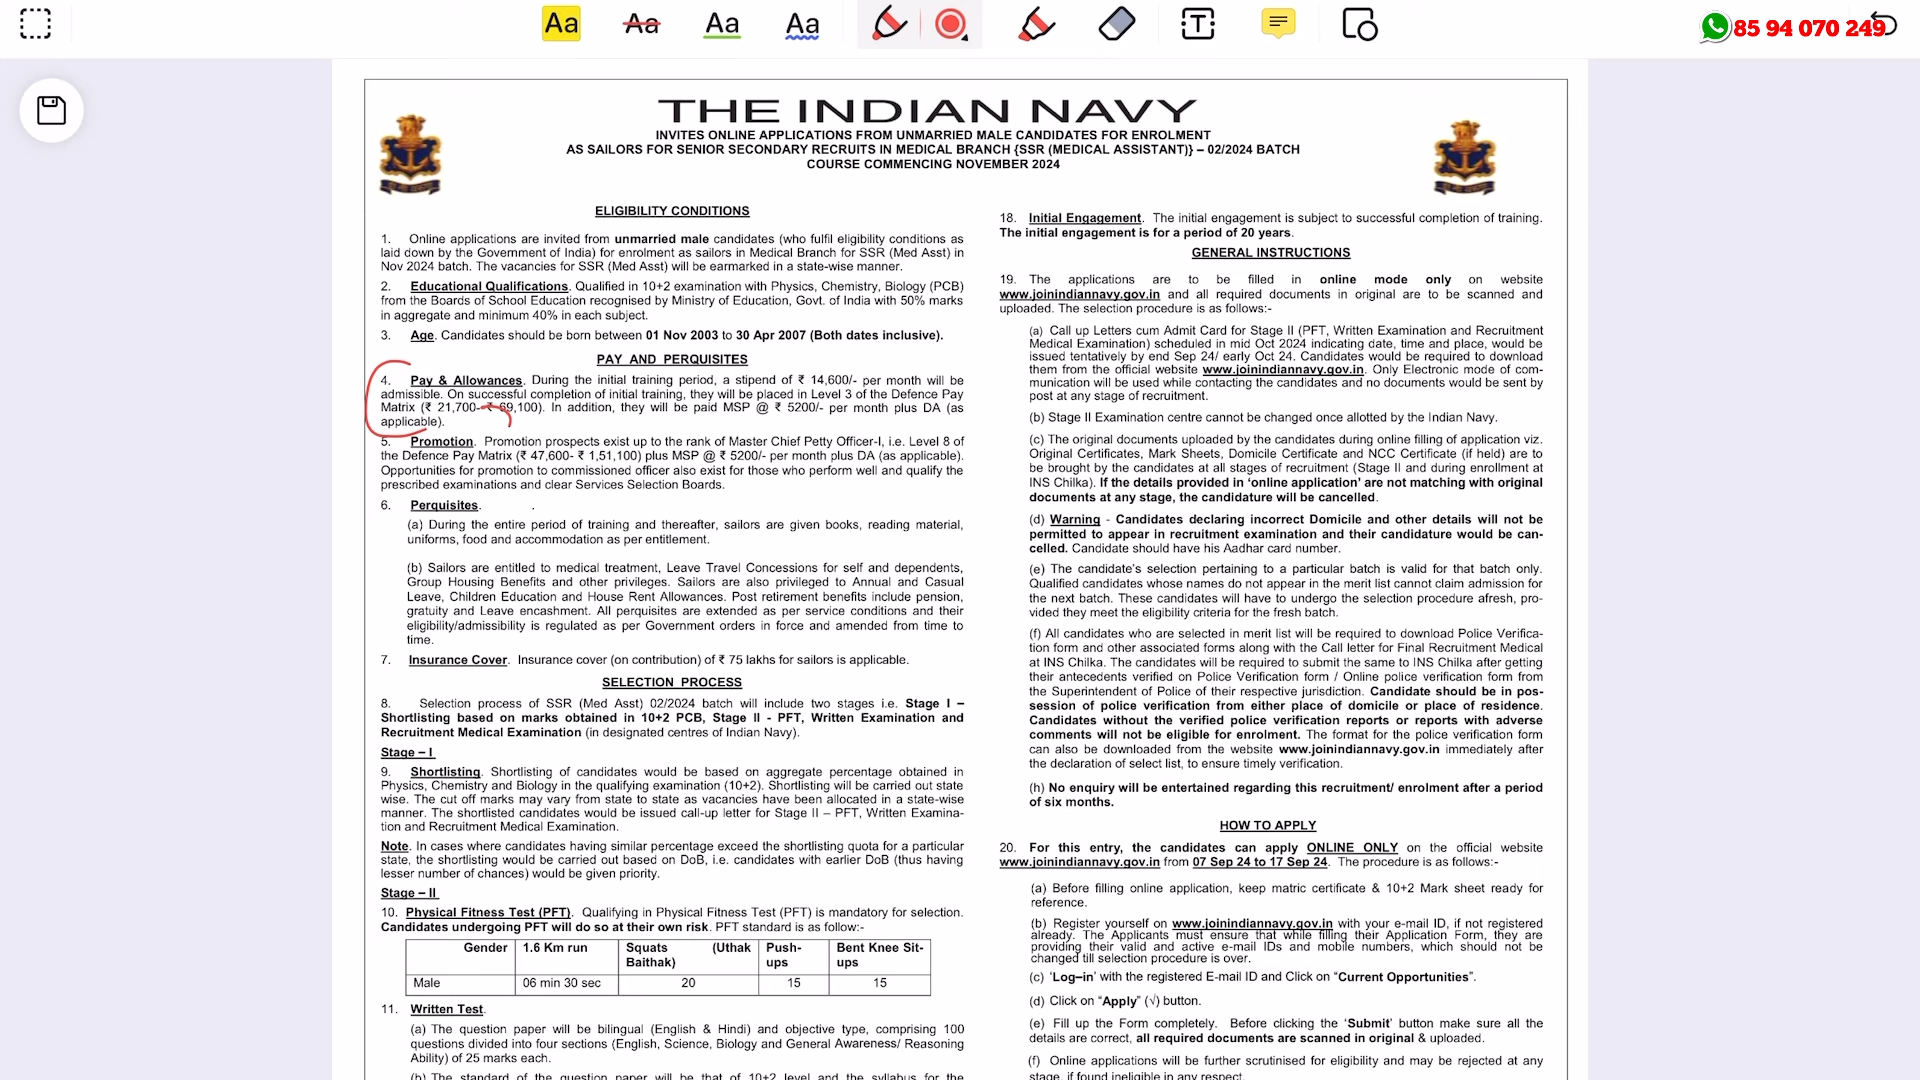 Aa Aa Aa Aa T
85 94 070 249
THE INDIAN NAVY
INVITES ONLINE APPLICATIONS FROM UNMARRIED MALE CANDIDATES FOR ENROLMENT
AS SAILORS FOR SENIOR SECONDARY RECRUITS IN MEDICAL BRANCH {SSR (MEDICAL ASSISTANT)} – 02/2024 BATCH
COURSE COMMENCING NOVEMBER 2024
ELIGIBILITY CONDITIONS
1. Online applications are invited from unmarried male candidates (who fulfil eligibility conditions as
laid down by the Government of India) for enrolment as sailors in Medical Branch for SSR (Med Asst) in
Nov 2024 batch. The vacancies for SSR (Med Asst) will be earmarked in a state-wise manner.
2. Educational Qualifications. Qualified in 10+2 examination with Physics, Chemistry, Biology (PCB)
from the Boards of School Education recognised by Ministry of Education, Govt. of India with 50% marks
in aggregate and minimum 40% in each subject.
3. Age. Candidates should be born between 01 Nov 2003 to 30 Apr 2007 (Both dates inclusive).
PAY AND PERQUISITES
4. Pay & Allowances. During the initial training period, a stipend of ₹ 14,600/- per month will be
admissible. On successful completion of initial training, they will be placed in Level 3 of the Defence Pay
Matrix (₹ 21,700- ₹ 69,100). In addition, they will be paid MSP @ ₹ 5200/- per month plus DA (as
applicable).
5. Promotion. Promotion prospects exist up to the rank of Master Chief Petty Officer-I, i.e. Level 8 of
the Defence Pay Matrix (₹ 47,600- ₹ 1,51,100) plus MSP @ ₹ 5200/- per month plus DA (as applicable).
Opportunities for promotion to commissioned officer also exist for those who perform well and qualify the
prescribed examinations and clear Services Selection Boards.
6. Perquisites.
(a) During the entire period of training and thereafter, sailors are given books, reading material,
uniforms, food and accommodation as per entitlement.
(b) Sailors are entitled to medical treatment, Leave Travel Concessions for self and dependents,
Group Housing Benefits and other privileges. Sailors are also privileged to Annual and Casual
Leave, Children Education and House Rent Allowances. Post retirement benefits include pension,
gratuity and Leave encashment. All perquisites are extended as per service conditions and their
eligibility/admissibility is regulated as per Government orders in force and amended from time to
time.
7. Insurance Cover. Insurance cover (on contribution) of ₹ 75 lakhs for sailors is applicable.
SELECTION PROCESS
8. Selection process of SSR (Med Asst) 02/2024 batch will include two stages i.e. Stage I –
Shortlisting based on marks obtained in 10+2 PCB, Stage II - PFT, Written Examination and
Recruitment Medical Examination (in designated centres of Indian Navy).
Stage – I
9. Shortlisting. Shortlisting of candidates would be based on aggregate percentage obtained in
Physics, Chemistry and Biology in the qualifying examination (10+2). Shortlisting will be carried out state
wise. The cut off marks may vary from state to state as vacancies have been allocated in a state-wise
manner. The shortlisted candidates would be issued call-up letter for Stage II – PFT, Written Examina-
tion and Recruitment Medical Examination.
Note. In cases where candidates having similar percentage exceed the shortlisting quota for a particular
state, the shortlisting would be carried out based on DoB, i.e. candidates with earlier DoB (thus having
lesser number of chances) would be given priority.
Stage – II
10. Physical Fitness Test (PFT). Qualifying in Physical Fitness Test (PFT) is mandatory for selection.
Candidates undergoing PFT will do so at their own risk. PFT standard is as follow:-
Gender 1.6 Km run Squats (Uthak Push- Bent Knee Sit-
Baithak) ups ups
Male 06 min 30 sec 20 15 15
11. Written Test.
(a) The question paper will be bilingual (English & Hindi) and objective type, comprising 100
questions divided into four sections (English, Science, Biology and General Awareness/ Reasoning
Ability) of 25 marks each.
(b) The standard of the question paper will be that of 10+2 level and the syllabus for the
18. Initial Engagement. The initial engagement is subject to successful completion of training.
The initial engagement is for a period of 20 years.
GENERAL INSTRUCTIONS
19. The applications are to be filled in online mode only on website
www.joinindiannavy.gov.in and all required documents in original are to be scanned and
uploaded. The selection procedure is as follows:-
(a) Call up Letters cum Admit Card for Stage II (PFT, Written Examination and Recruitment
Medical Examination) scheduled in mid Oct 2024 indicating date, time and place, would be
issued tentatively by end Sep 24/ early Oct 24. Candidates would be required to download
them from the official website www.joinindiannavy.gov.in. Only Electronic mode of com-
munication will be used while contacting the candidates and no documents would be sent by
post at any stage of recruitment.
(b) Stage II Examination centre cannot be changed once allotted by the Indian Navy.
(c) The original documents uploaded by the candidates during online filling of application viz.
Original Certificates, Mark Sheets, Domicile Certificate and NCC Certificate (if held) are to
be brought by the candidates at all stages of recruitment (Stage II and during enrollment at
INS Chilka). If the details provided in ‘online application’ are not matching with original
documents at any stage, the candidature will be cancelled.
(d) Warning - Candidates declaring incorrect Domicile and other details will not be
permitted to appear in recruitment examination and their candidature would be can-
celled. Candidate should have his Aadhar card number.
(e) The candidate’s selection pertaining to a particular batch is valid for that batch only.
Qualified candidates whose names do not appear in the merit list cannot claim admission for
the next batch. These candidates will have to undergo the selection procedure afresh, pro-
vided they meet the eligibility criteria for the fresh batch.
(f) All candidates who are selected in merit list will be required to download Police Verifica-
tion form and other associated forms along with the Call letter for Final Recruitment Medical
at INS Chilka. The candidates will be required to submit the same to INS Chilka after getting
their antecedents verified on Police Verification form / Online police verification form from
the Superintendent of Police of their respective jurisdiction. Candidate should be in pos-
session of police verification from either place of domicile or place of residence.
Candidates without the verified police verification reports or reports with adverse
comments will not be eligible for enrolment. The format for the police verification form
can also be downloaded from the website www.joinindiannavy.gov.in immediately after
the declaration of select list, to ensure timely verification.
(h) No enquiry will be entertained regarding this recruitment/ enrolment after a period
of six months.
HOW TO APPLY
20. For this entry, the candidates can apply ONLINE ONLY on the official website
www.joinindiannavy.gov.in from 07 Sep 24 to 17 Sep 24. The procedure is as follows:-
(a) Before filling online application, keep matric certificate & 10+2 Mark sheet ready for
reference.
(b) Register yourself on www.joinindiannavy.gov.in with your e-mail ID, if not registered
already. The Applicants must ensure that while filling their Application Form, they are
providing their valid and active e-mail IDs and mobile numbers, which should not be
changed till selection procedure is over.
(c) ‘Log–in’ with the registered E-mail ID and Click on “Current Opportunities”.
(d) Click on “Apply” (√) button.
(e) Fill up the Form completely. Before clicking the ‘Submit’ button make sure all the
details are correct, all required documents are scanned in original & uploaded.
(f) Online applications will be further scrutinised for eligibility and may be rejected at any
stage, if found ineligible in any respect.